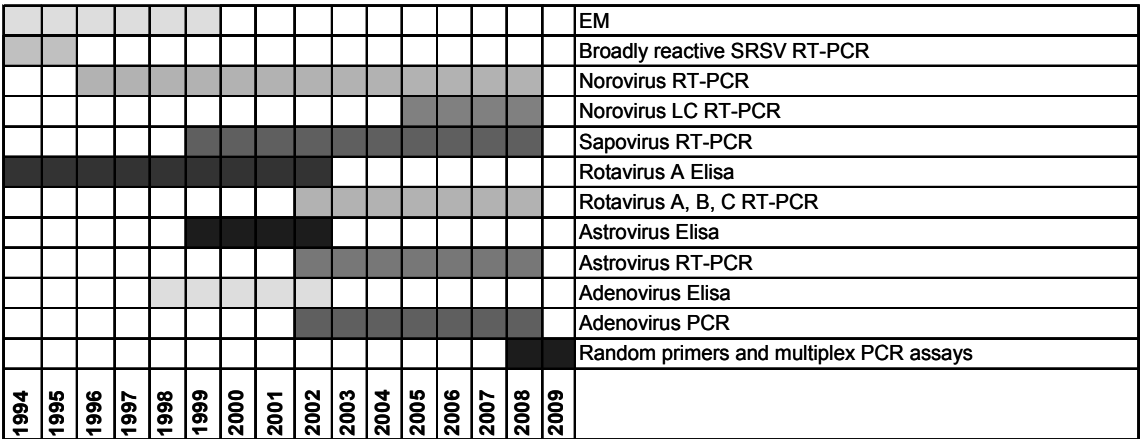 EM
Broadly reactive SRSV RT-PCR
Norovirus RT-PCR
Norovirus LC RT-PCR
Sapovirus RT-PCR
Rotavirus A Elisa
Rotavirus A, B, C RT-PCR
Astrovirus Elisa
Astrovirus RT-PCR
Adenovirus Elisa
Adenovirus PCR
Random primers and multiplex PCR assays
1994 1995 1996 1997 1998 1999 2000 2001 2002 2003 2004 2005 2006 2007 2008 2009